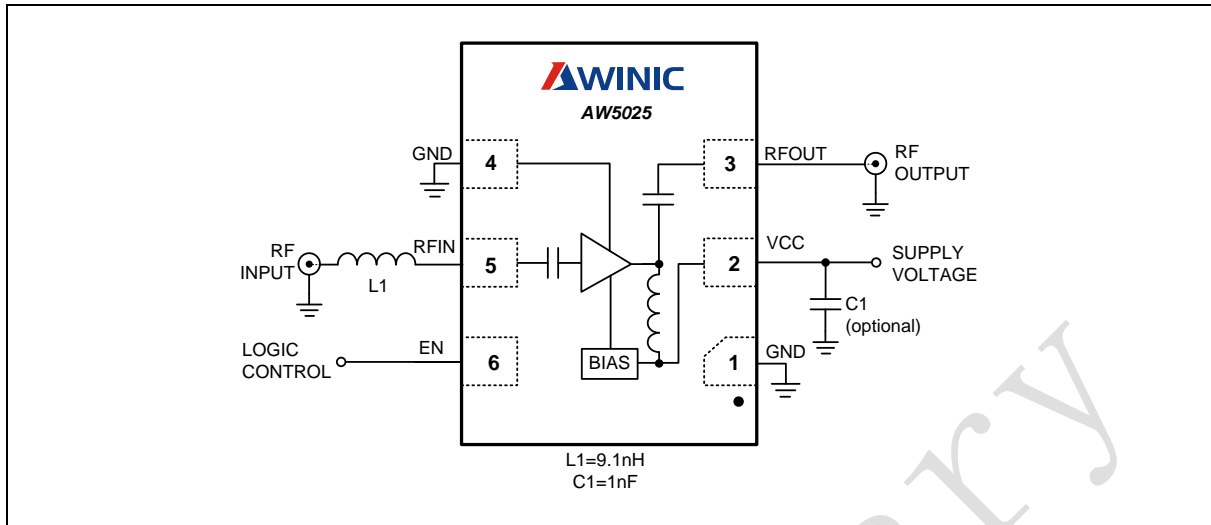 AWINIC
AW5025
GND
4
3
RFOUT
RF
OUTPUT
RF
INPUT
L1
RFIN
5
2
VCC
SUPPLY
VOLTAGE
C1
(optional)
LOGIC
CONTROL
EN
6
BIAS
1
GND
L1=9.1nH
C1=1nF